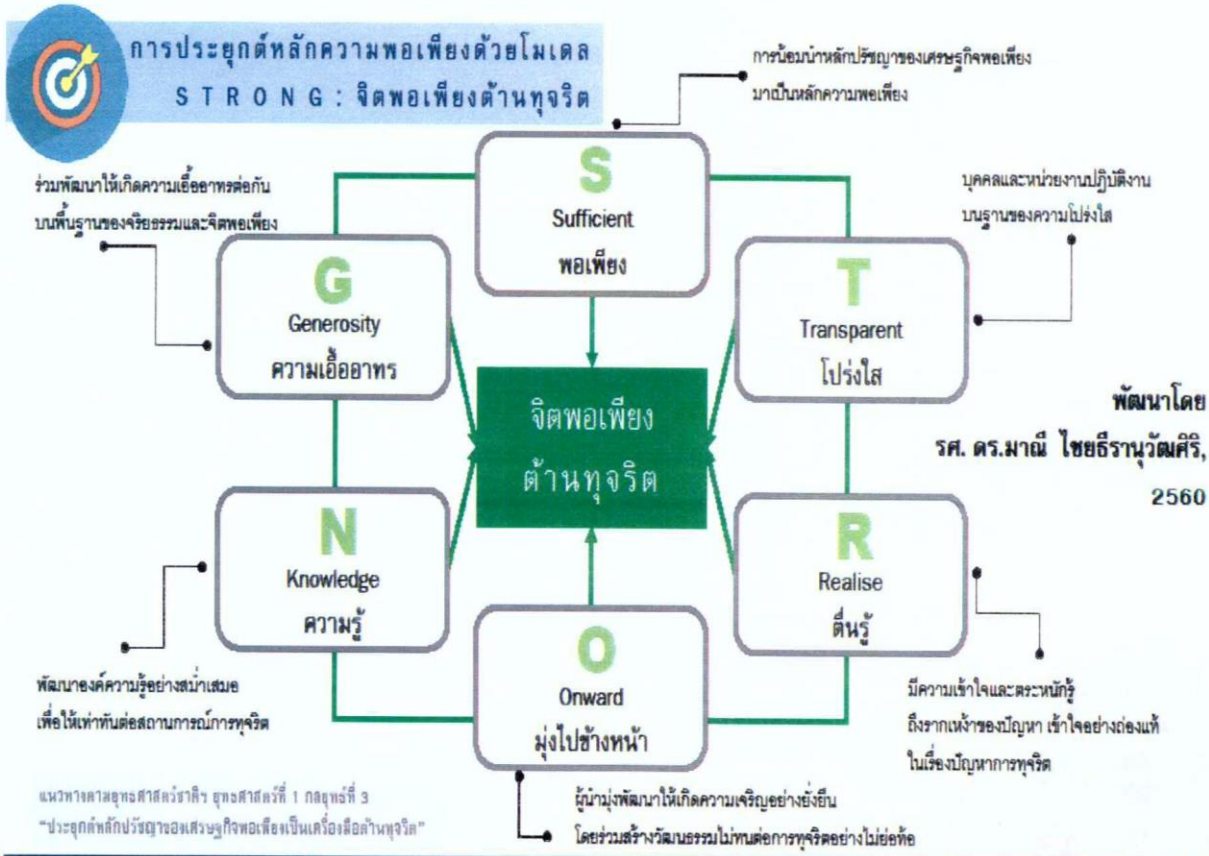 การประยุกต์หลักความพอเพียงด้วยโมเดล
STRONG: จิตพอเพียงต้านทุจริต
การน้อมนำหลักปรัชญาของเศรษฐกิจพอเพียง
มาเป็นหลักความพอเพียง
S
Sufficient
พอเพียง
ร่วมพัฒนาให้เกิดความเอื้ออาทรต่อกัน
บนพื้นฐานของจริยธรรมและจิตพอเพียง
G
Generosity
ความเอื้ออาทร
บุคคลและหน่วยงานปฏิบัติงาน
บนฐานของความโปร่งใส
T
Transparent
โปร่งใส
จิตพอเพียง
ต้านทุจริต
พัฒนาโดย
รศ. ดร.มาณี ไชยธีรานุวัฒศิริ,
2560
N
Knowledge
ความรู้
พัฒนาองค์ความรู้อย่างสม่ำเสมอ
เพื่อให้เท่าทันต่อสถานการณ์การทุจริต
R
Realise
ตื่นรู้
มีความเข้าใจและตระหนักรู้
ถึงรากเหง้าของปัญหา เข้าใจอย่างถ่องแท้
ในเรื่องปัญหาการทุจริต
O
Onward
มุ่งไปข้างหน้า
ผู้นำมุ่งพัฒนาให้เกิดความเจริญอย่างยั่งยืน
โดยร่วมสร้างวัฒนธรรมไม่ทนต่อการทุจริตอย่างไม่ย่อท้อ
แนวทางตามยุทธศาสตร์ชาติฯ ยุทธศาสตร์ที่ 1 กลยุทธ์ที่ 3
"ประยุกต์หลักปรัชญาของเศรษฐกิจพอเพียงเป็นเครื่องมือต้านทุจริต"